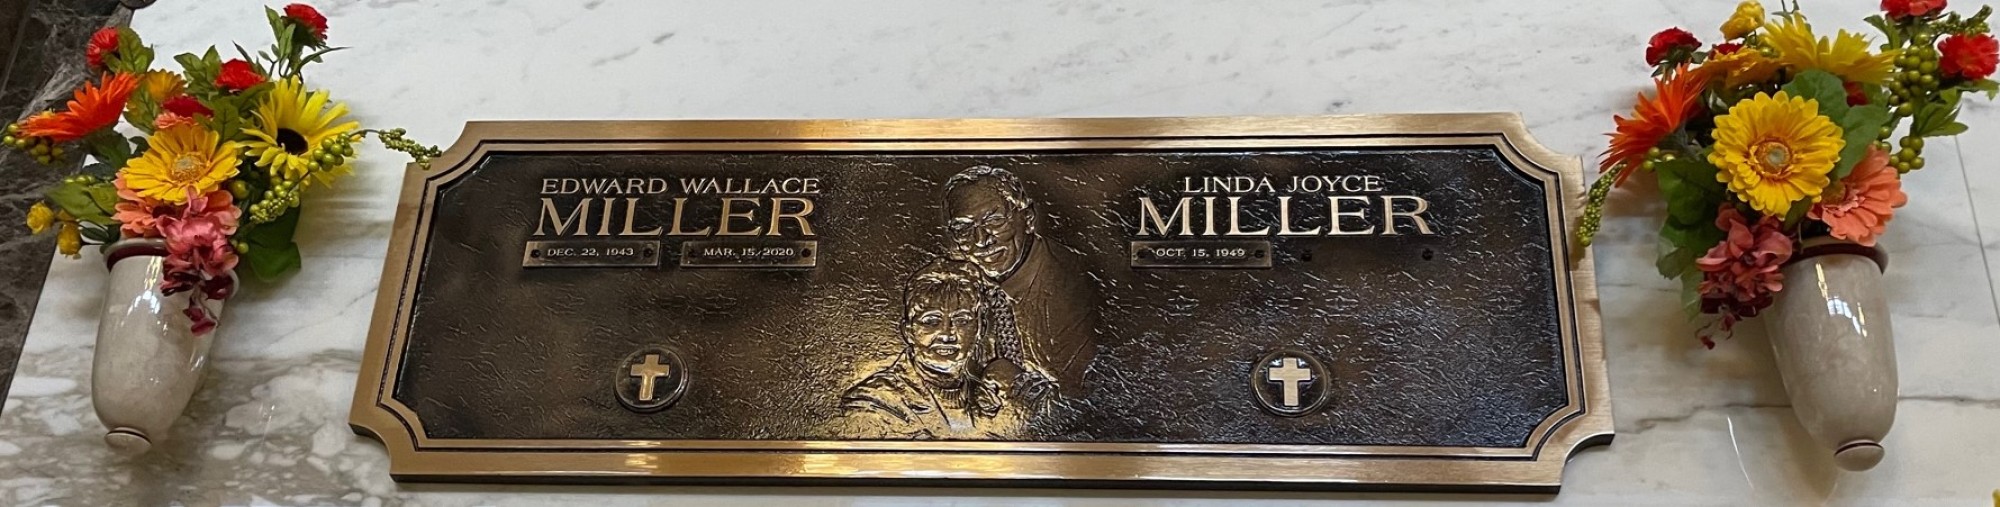 EDWARD WALLACE
MILLER
DEC. 22, 1943 MAR. 15, 2020
LINDA JOYCE
MILLER
OCT. 15, 1949